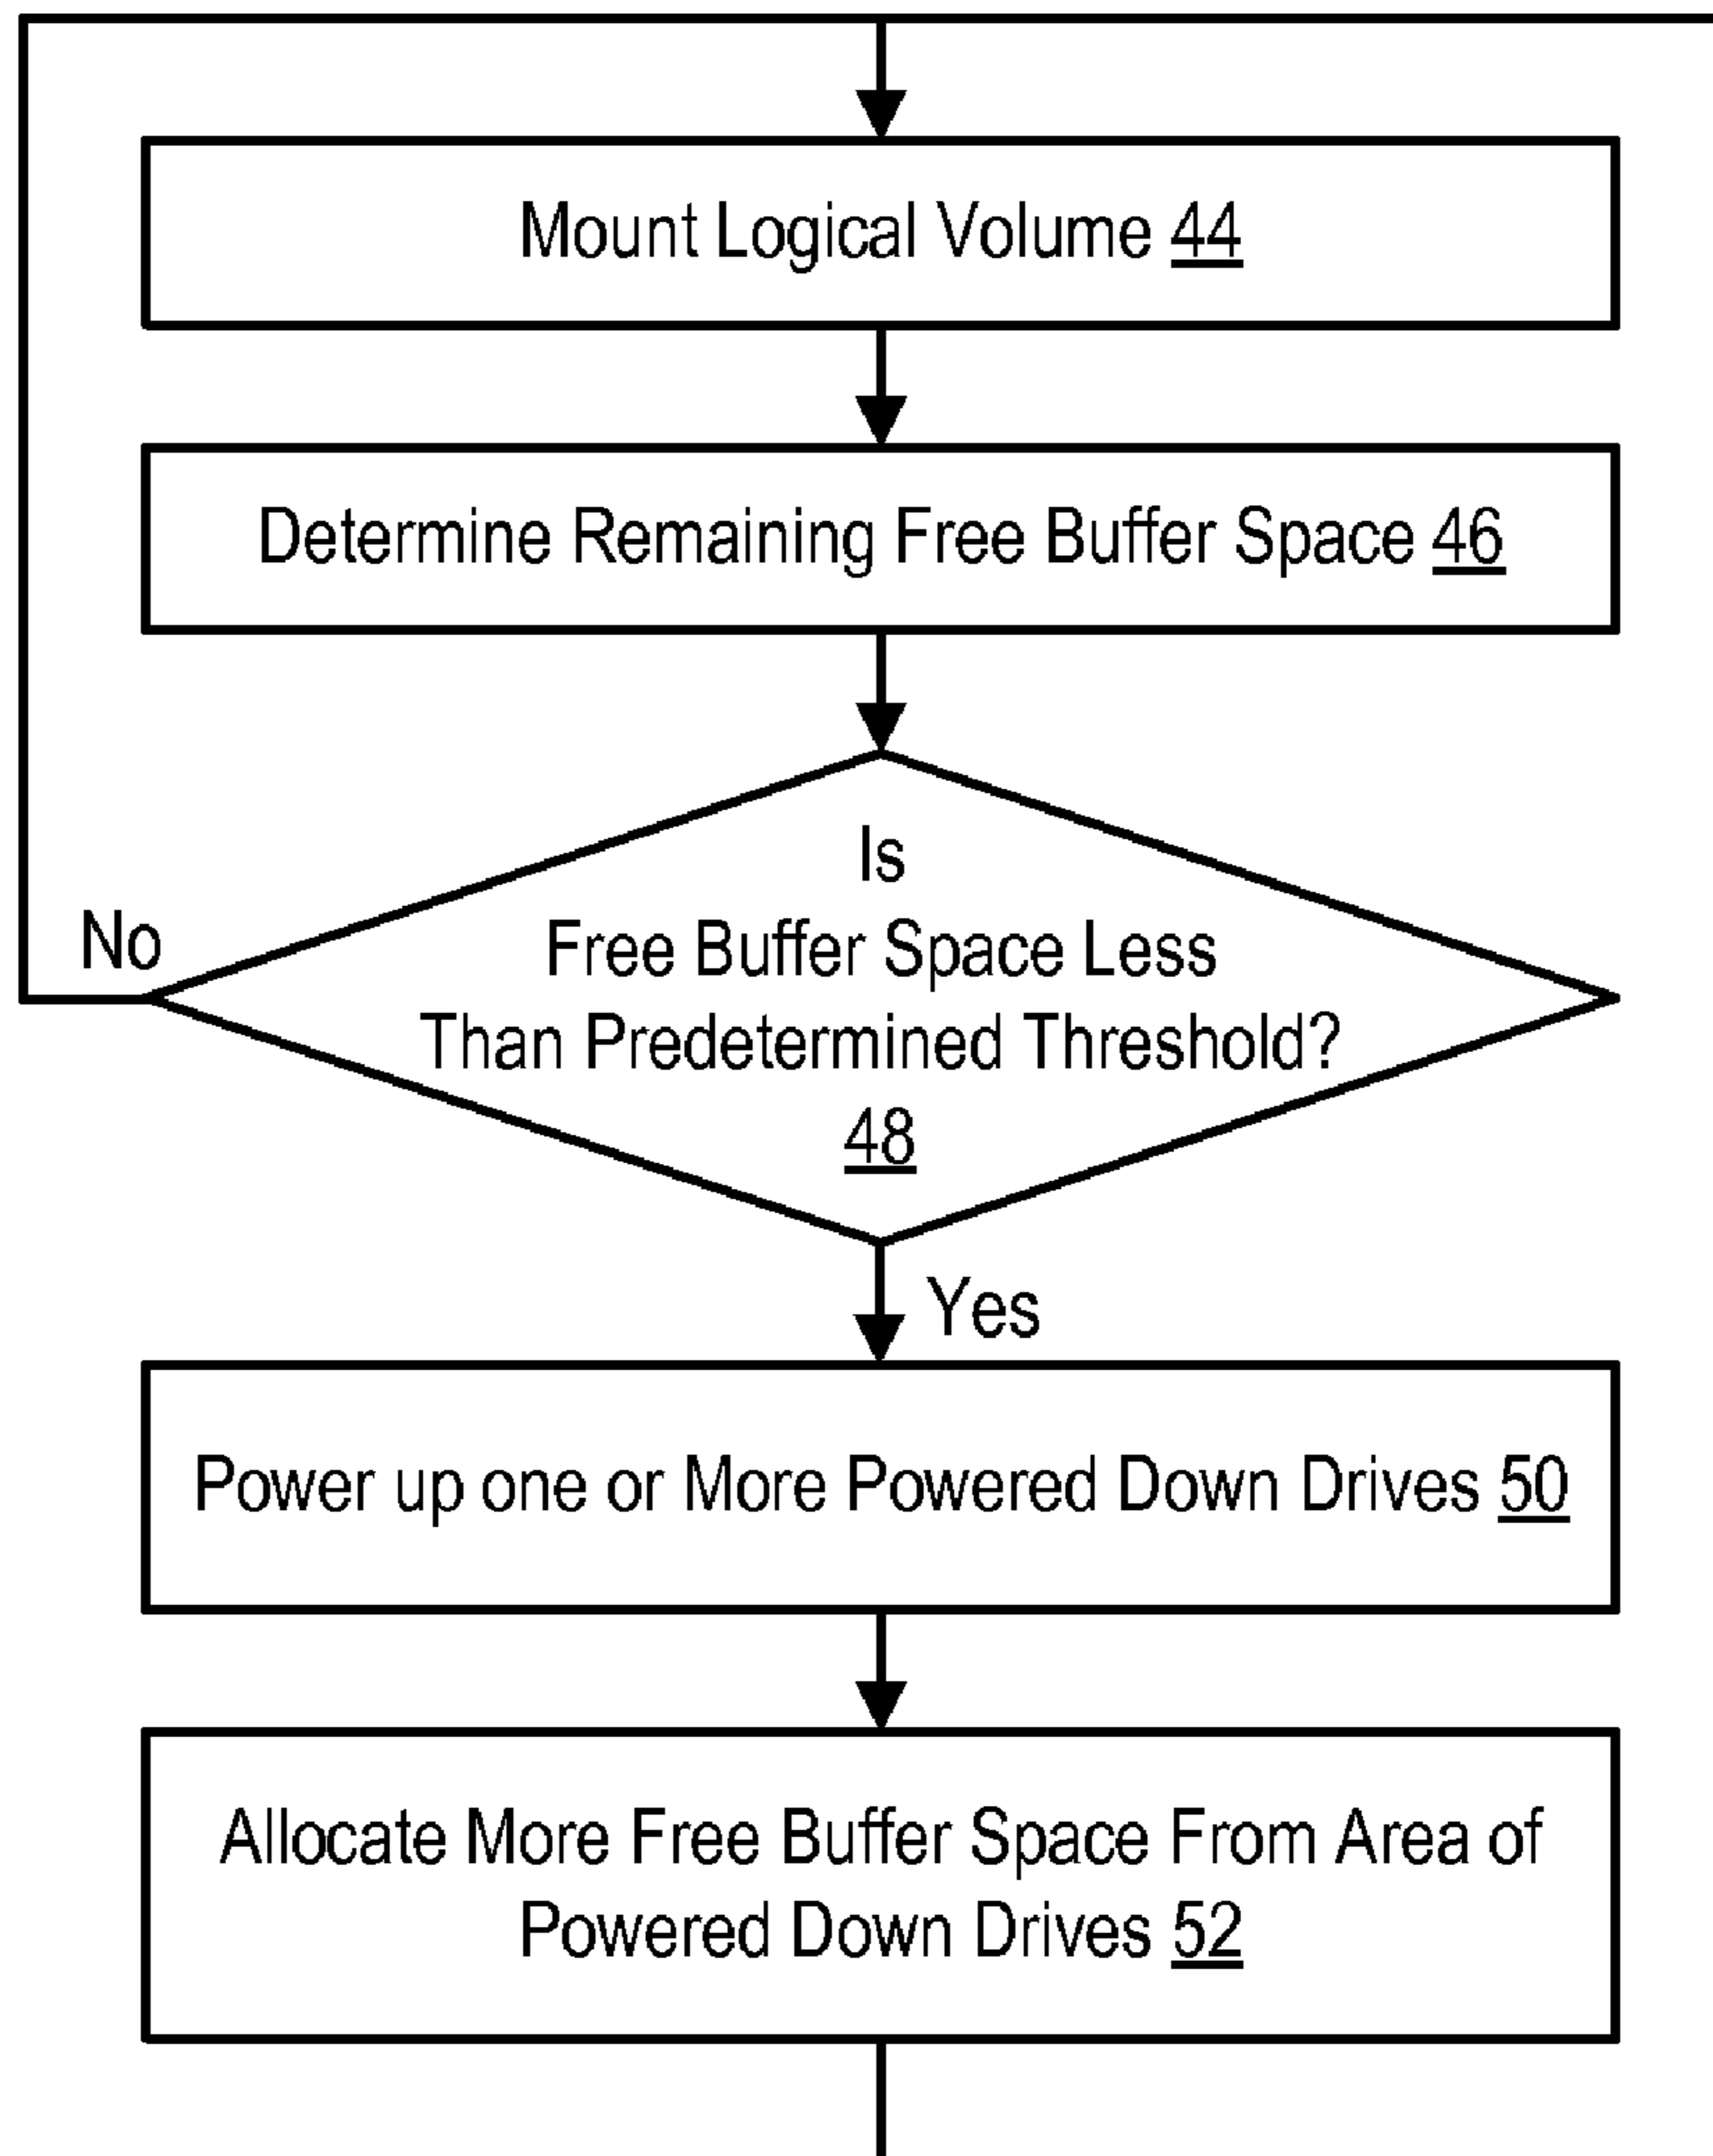 Mount Logical Volume 44
Determine Remaining Free Buffer Space 46
Is
Free Buffer Space Less
Than Predetermined Threshold?
48
No
Yes
Power up one or More Powered Down Drives 50
Allocate More Free Buffer Space From Area of
Powered Down Drives 52